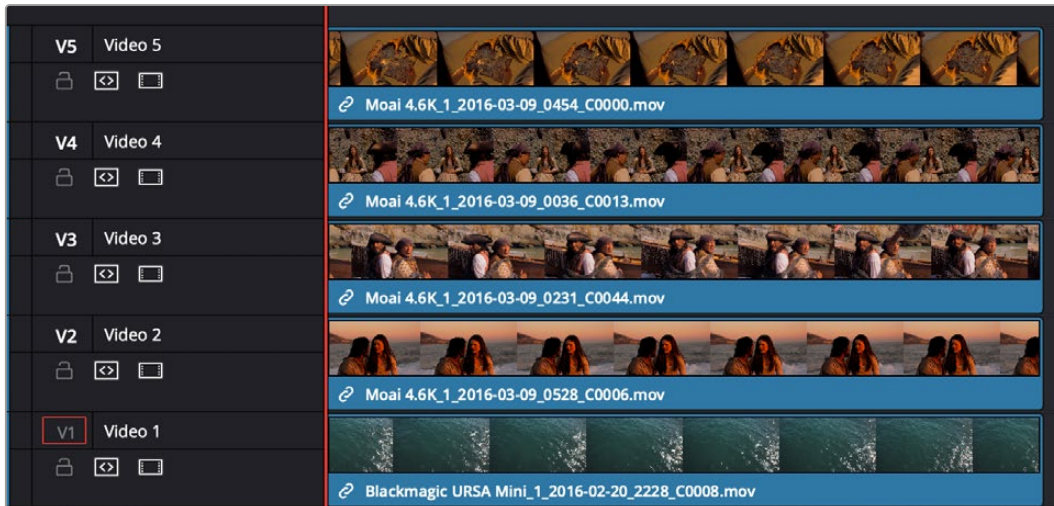 V5 Video 5
Moai 4.6K_1_2016-03-09_0454_C0000.mov
V4 Video 4
Moai 4.6K_1_2016-03-09_0036_C0013.mov
V3 Video 3
Moai 4.6K_1_2016-03-09_0231_C0044.mov
V2 Video 2
Moai 4.6K_1_2016-03-09_0528_C0006.mov
V1 Video 1
Blackmagic URSA Mini_1_2016-02-20_2228_C0008.mov